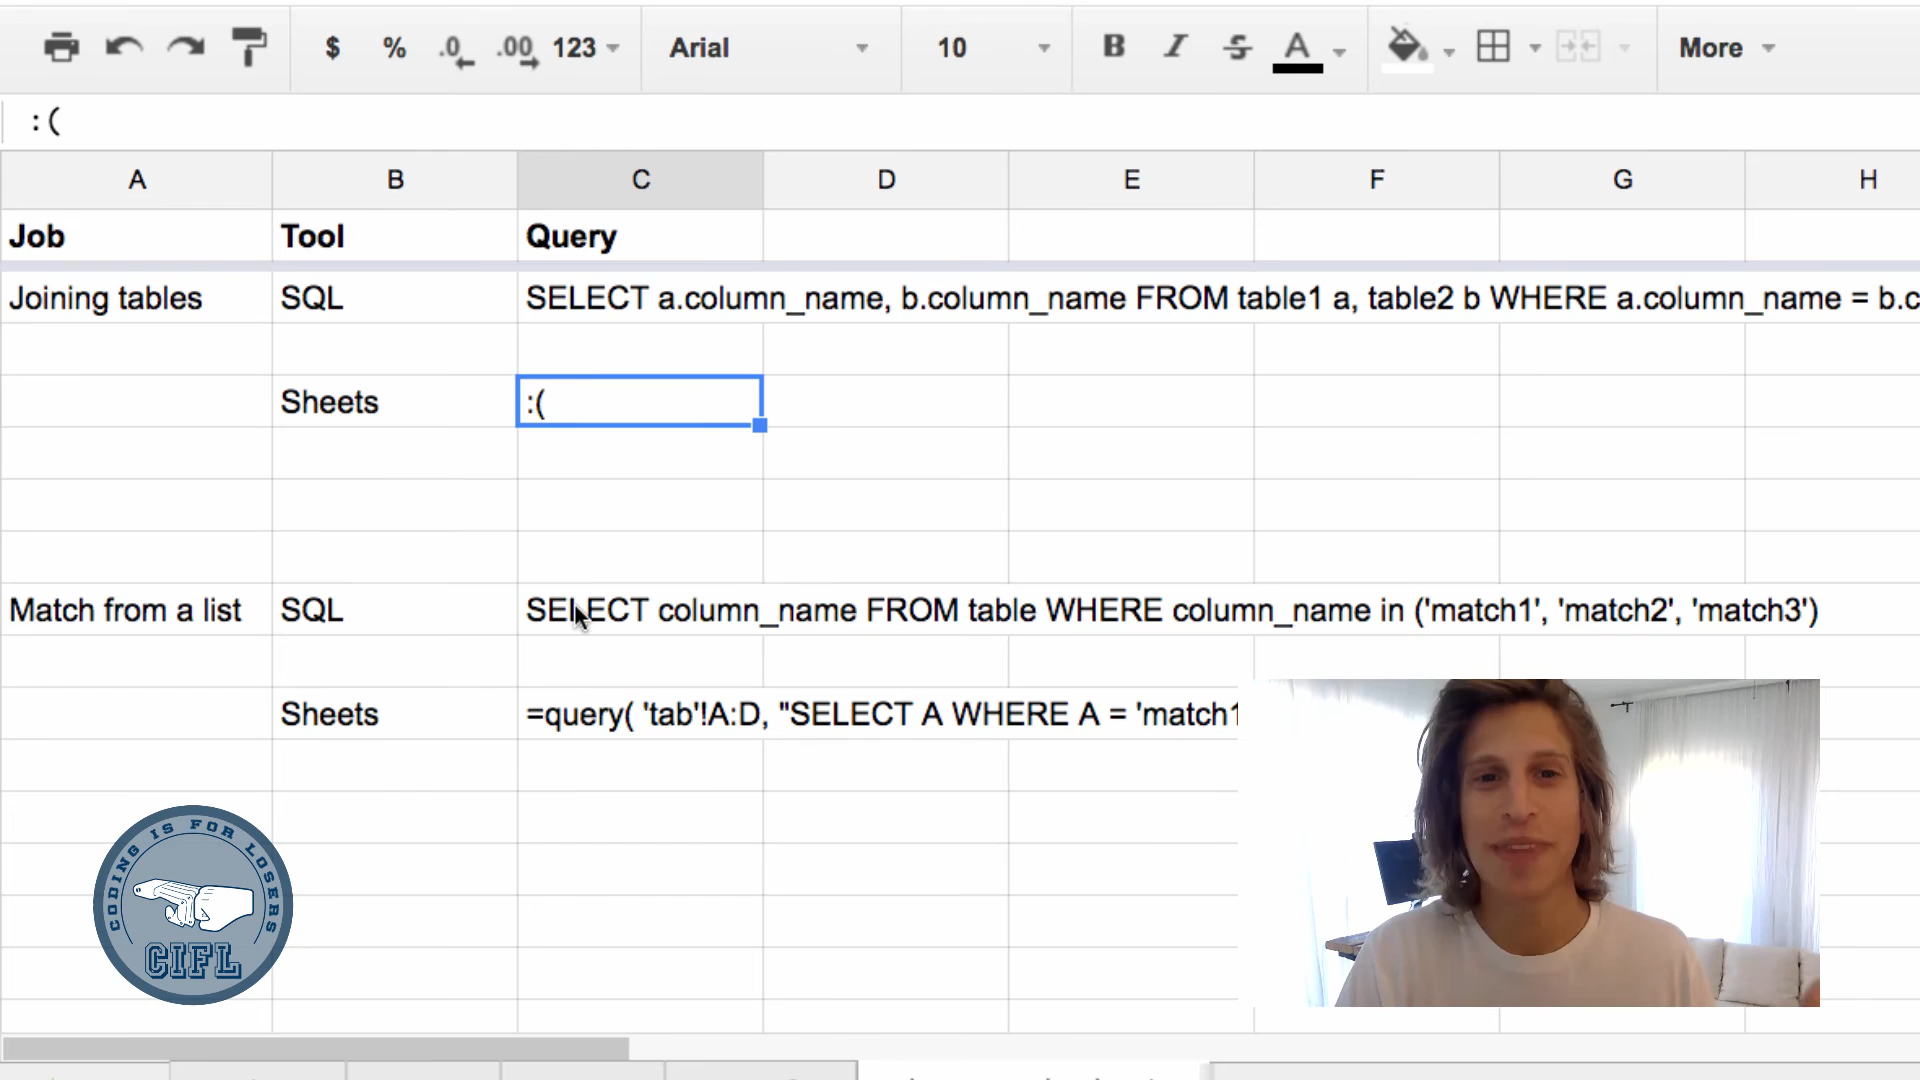 $ % .0 .00 123 Arial 10 B I S A More
:(
A B C D E F G H
Job Tool Query
Joining tables SQL SELECT a.column_name, b.column_name FROM table1 a, table2 b WHERE a.column_name = b.c
Sheets :(
Match from a list SQL SELECT column_name FROM table WHERE column_name in ('match1', 'match2', 'match3')
Sheets =query( 'tab'!A:D, "SELECT A WHERE A = 'match1
CODING IS FOR LOSERS
CIFL